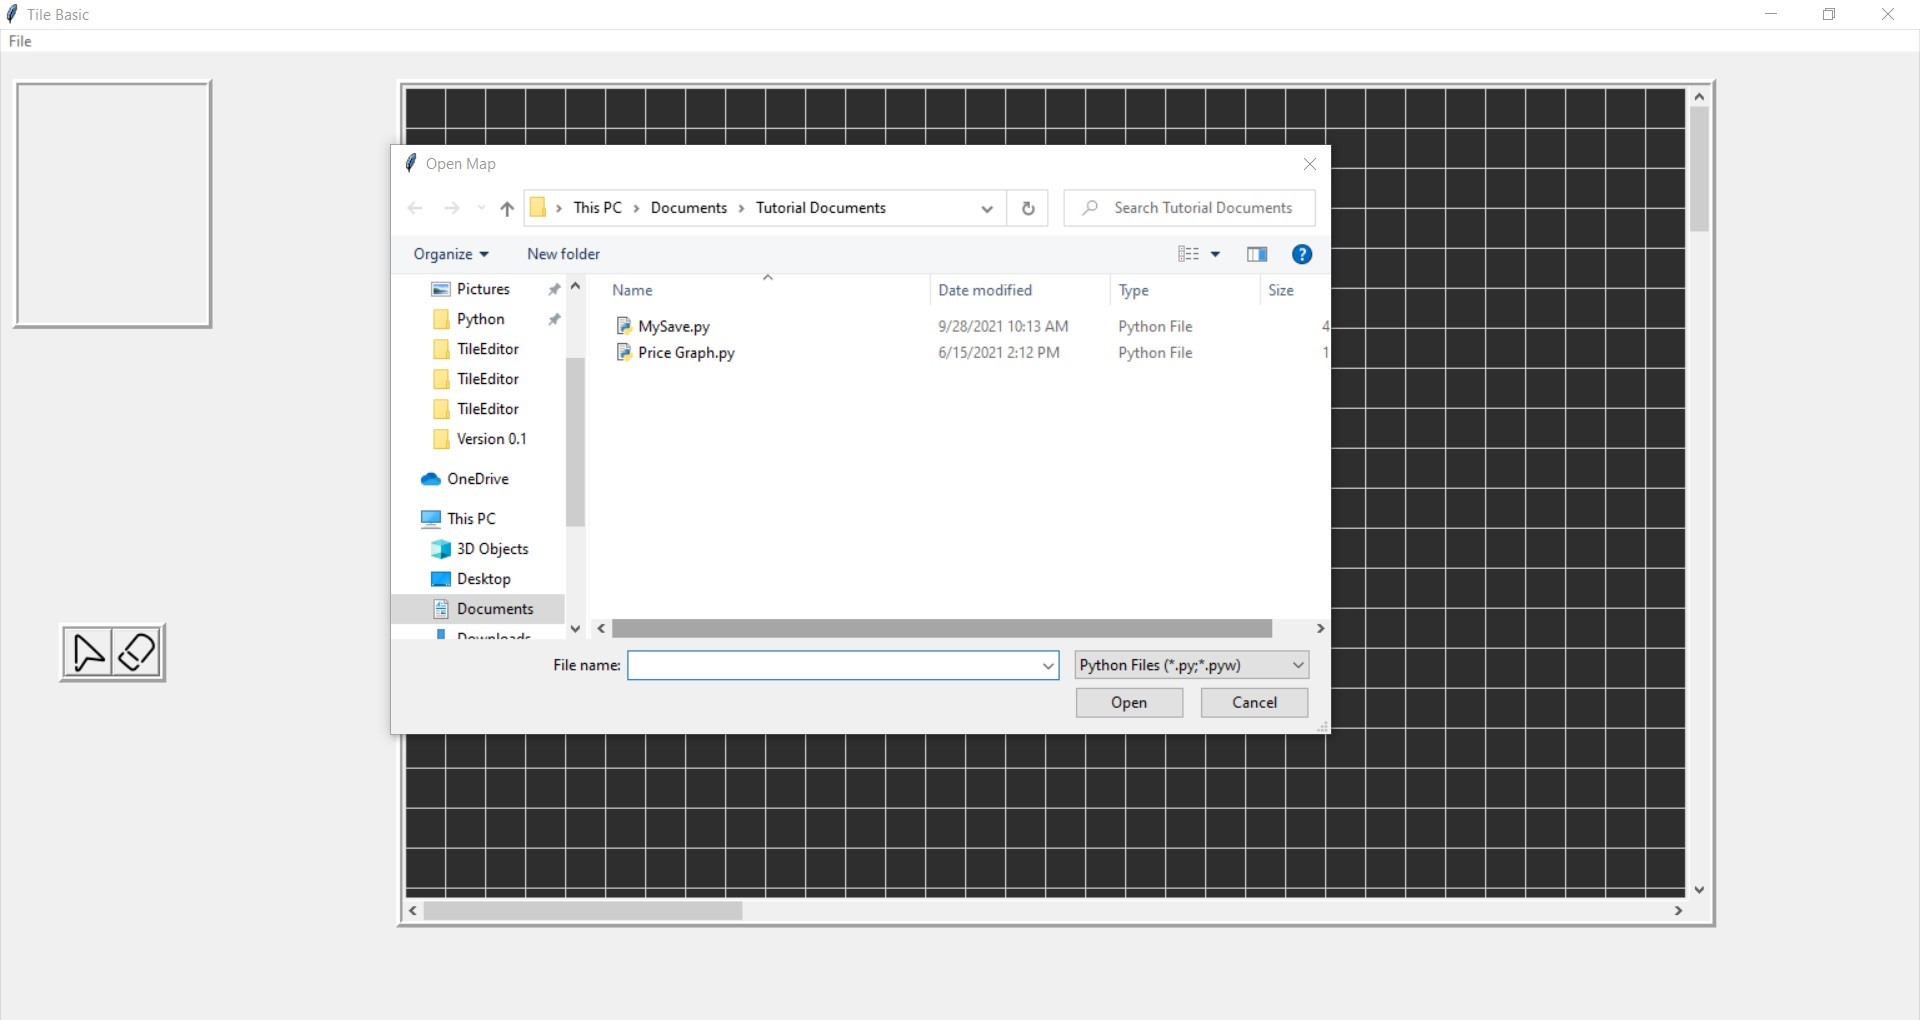 Tile Basic
File
Open Map
This PC Documents Tutorial Documents
Search Tutorial Documents
Organize New folder
Name Date modified Type Size
Pictures
Python
TileEditor
TileEditor
TileEditor
Version 0.1
OneDrive
This PC
3D Objects
Desktop
Documents
Downloads
MySave.py 9/28/2021 10:13 AM Python File 4
Price Graph.py 6/15/2021 2:12 PM Python File 1
File name: Python Files (*.py;*.pyw)
Open Cancel